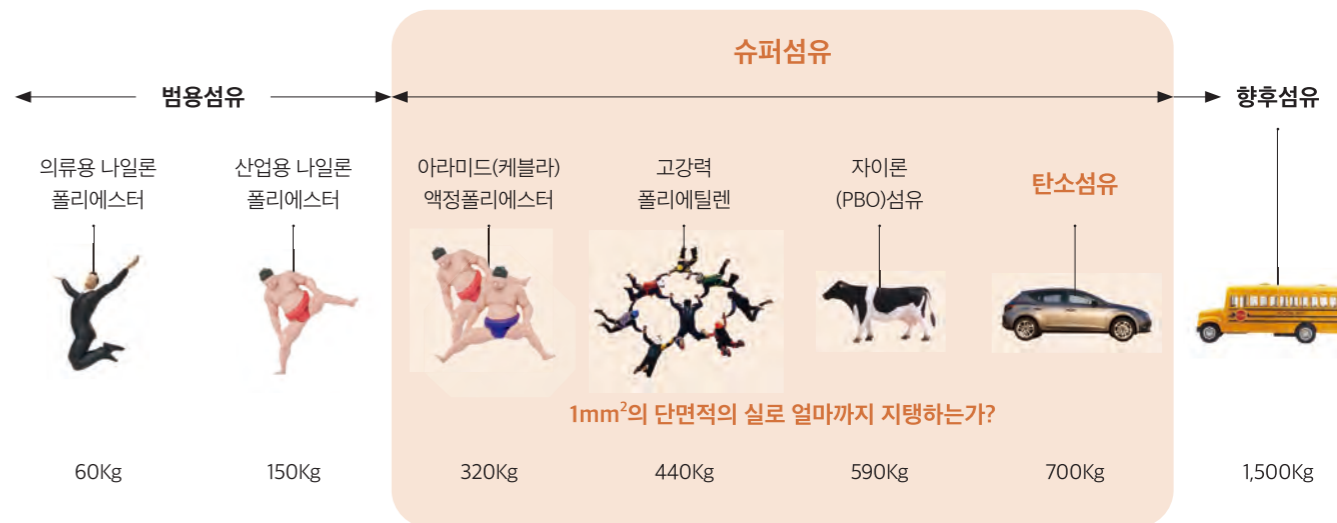 슈퍼섬유
범용섬유
향후섬유
의류용 나일론
폴리에스터
산업용 나일론
폴리에스터
아라미드(케블라)
액정폴리에스터
고강력
폴리에틸렌
자이론
(PBO)섬유
탄소섬유
1mm²의 단면적의 실로 얼마까지 지탱하는가?
60Kg
150Kg
320Kg
440Kg
590Kg
700Kg
1,500Kg